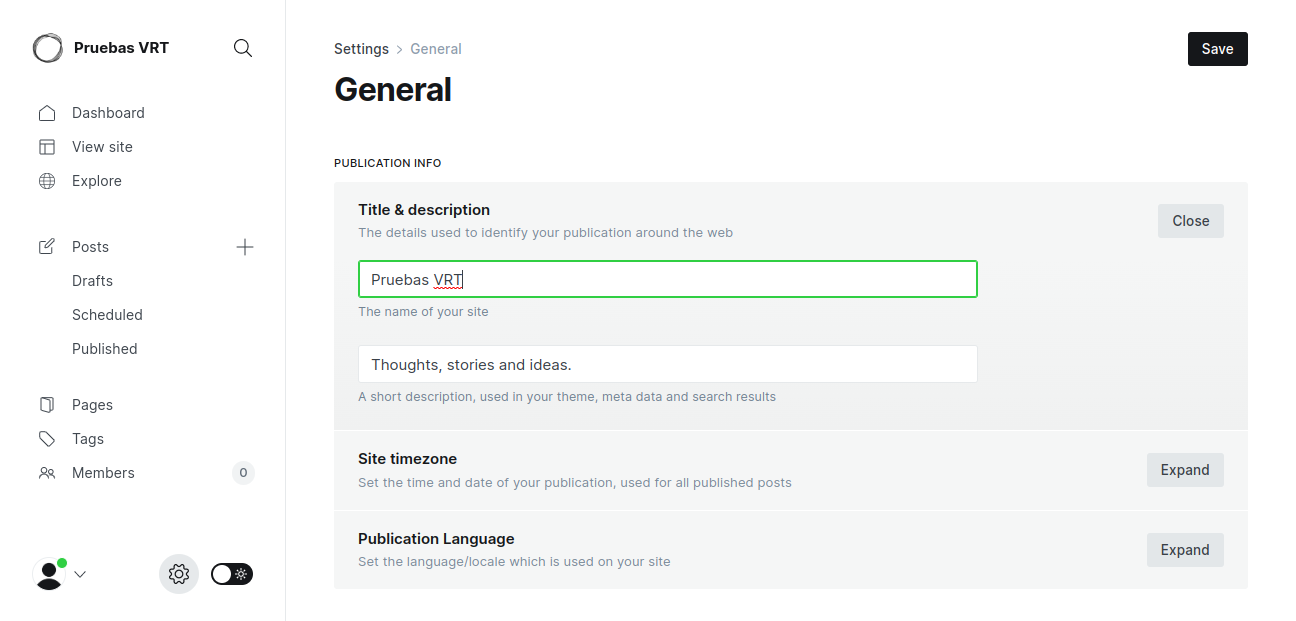 Pruebas VRT
Dashboard
View site
Explore
Posts
Drafts
Scheduled
Published
Pages
Tags
Members 0
Settings > General
Save
General
PUBLICATION INFO
Title & description
The details used to identify your publication around the web
Close
Pruebas VRT
The name of your site
Thoughts, stories and ideas.
A short description, used in your theme, meta data and search results
Site timezone
Set the time and date of your publication, used for all published posts
Expand
Publication Language
Set the language/locale which is used on your site
Expand